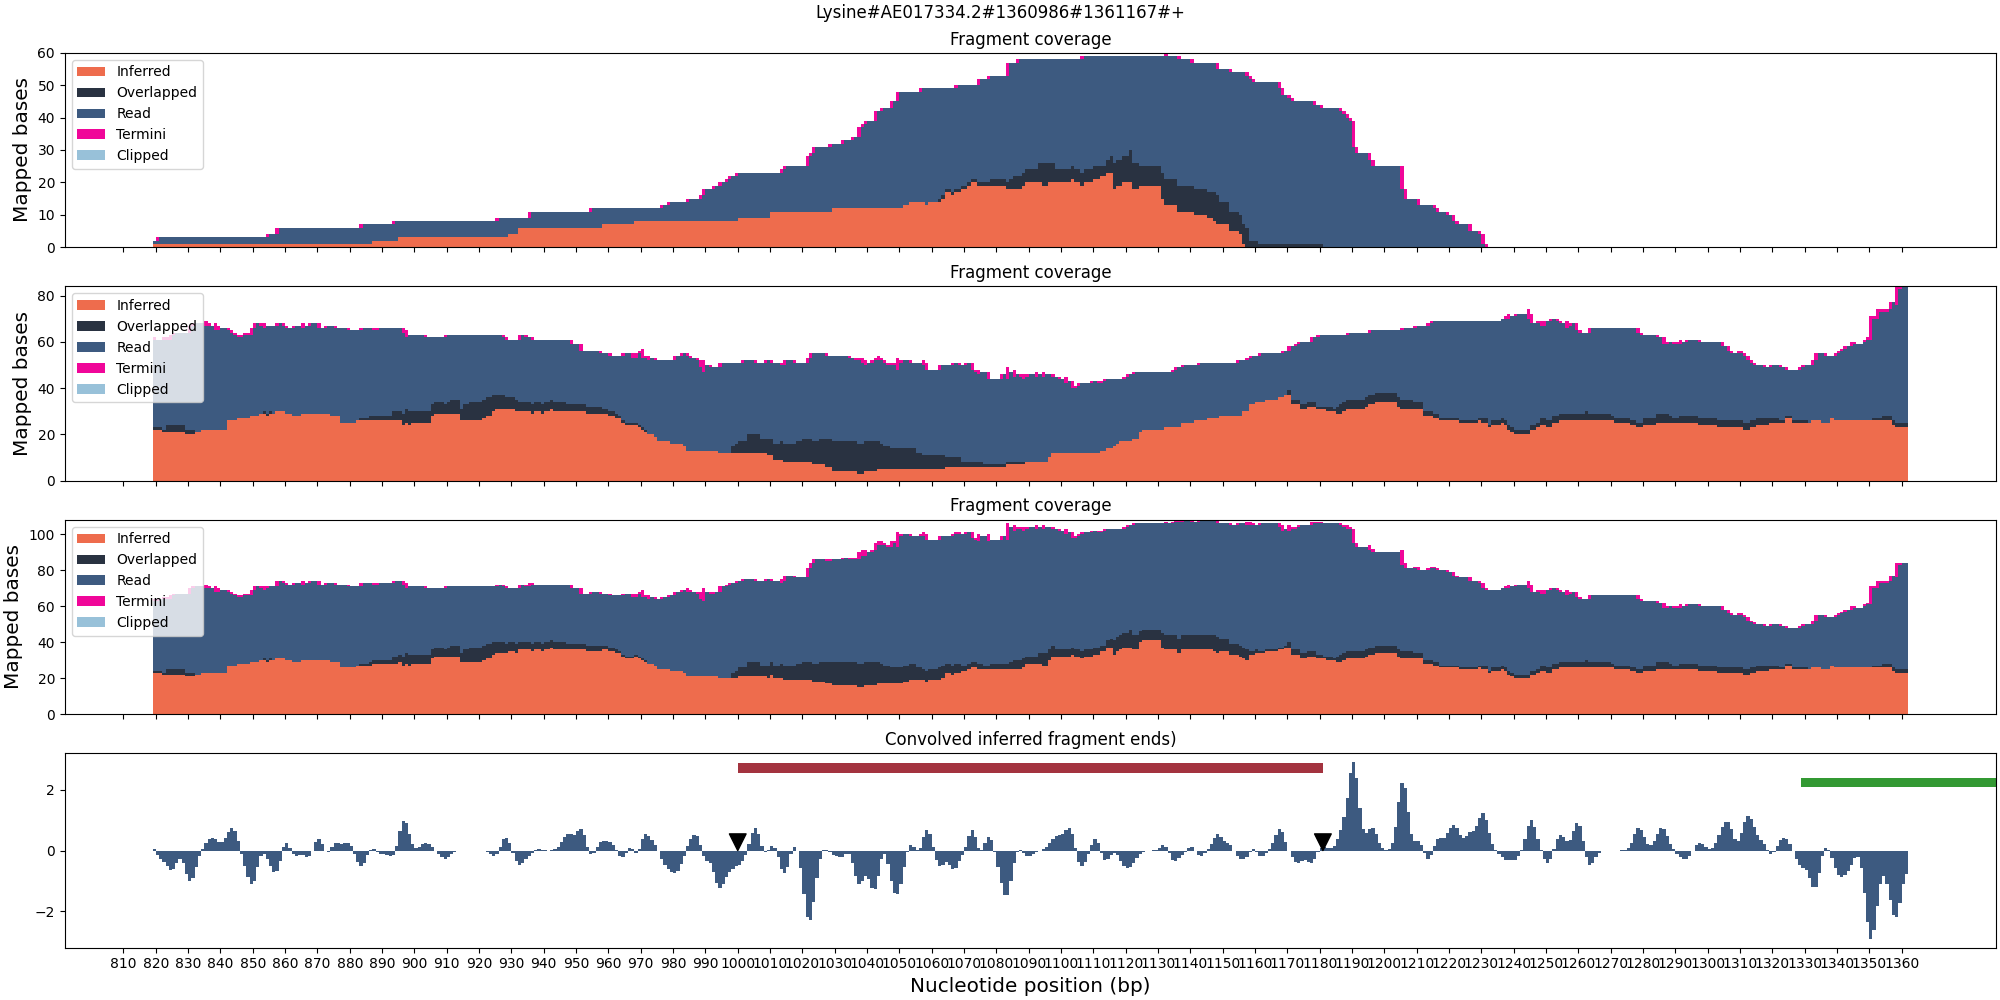 Lysine#AE017334.2#1360986#1361167#+
Fragment coverage
60
50
40
30
20
10
0
Mapped bases
Inferred
Overlapped
Read
Termini
Clipped
Fragment coverage
80
60
40
20
0
Mapped bases
Inferred
Overlapped
Read
Termini
Clipped
Fragment coverage
100
80
60
40
20
0
Mapped bases
Inferred
Overlapped
Read
Termini
Clipped
Convolved inferred fragment ends)
2
0
−2
810 820 830 840 850 860 870 880 890 900 910 920 930 940 950 960 970 980 990 1000 1010 1020 1030 1040 1050 1060 1070 1080 1090 1100 1110 1120 1130 1140 1150 1160 1170 1180 1190 1200 1210 1220 1230 1240 1250 1260 1270 1280 1290 1300 1310 1320 1330 1340 1350 1360
Nucleotide position (bp)